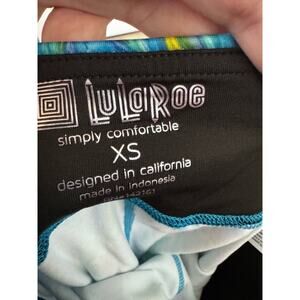 LuLaRoe
simply comfortable
XS
designed in california
made in indonesia